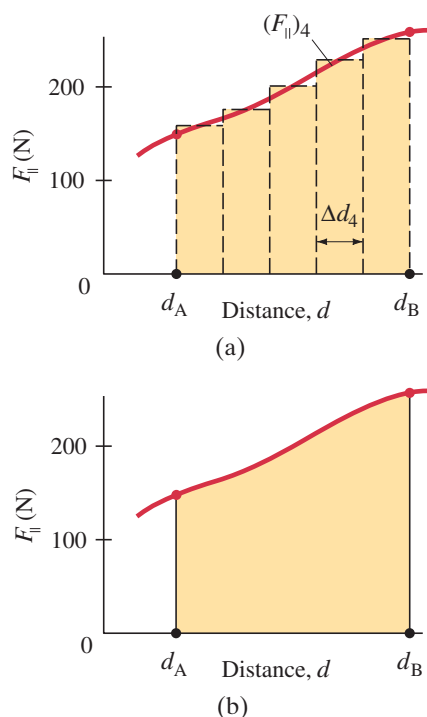 (F∥)4
200
F∥ (N)
100
Δd4
0
dA Distance, d dB
(a)
200
F∥ (N)
100
0
dA Distance, d dB
(b)